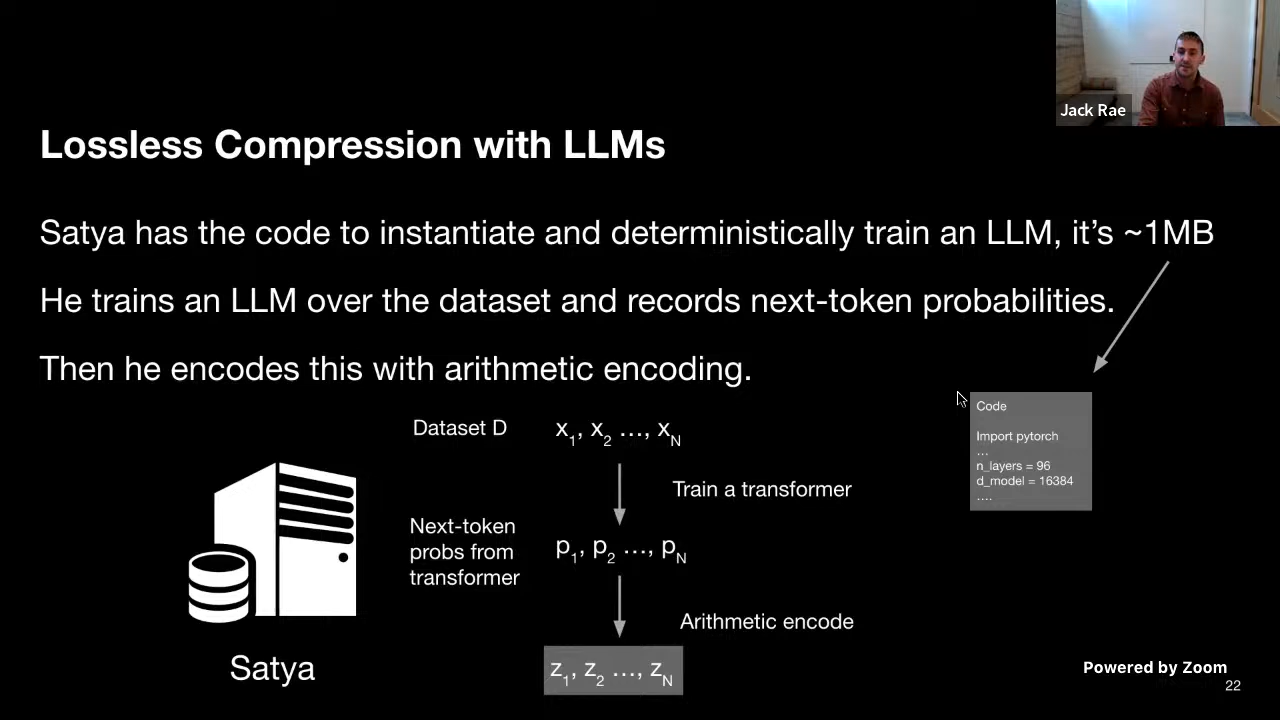 Jack Rae
Lossless Compression with LLMs
Satya has the code to instantiate and deterministically train an LLM, it's ~1MB
He trains an LLM over the dataset and records next-token probabilities.
Then he encodes this with arithmetic encoding.
Code
Import pytorch
…
n_layers = 96
d_model = 16384
….
Dataset D
x1, x2 …, xN
Train a transformer
Next-token
probs from
transformer
p1, p2 …, pN
Arithmetic encode
z1, z2 …, zN
Satya
Powered by Zoom
22